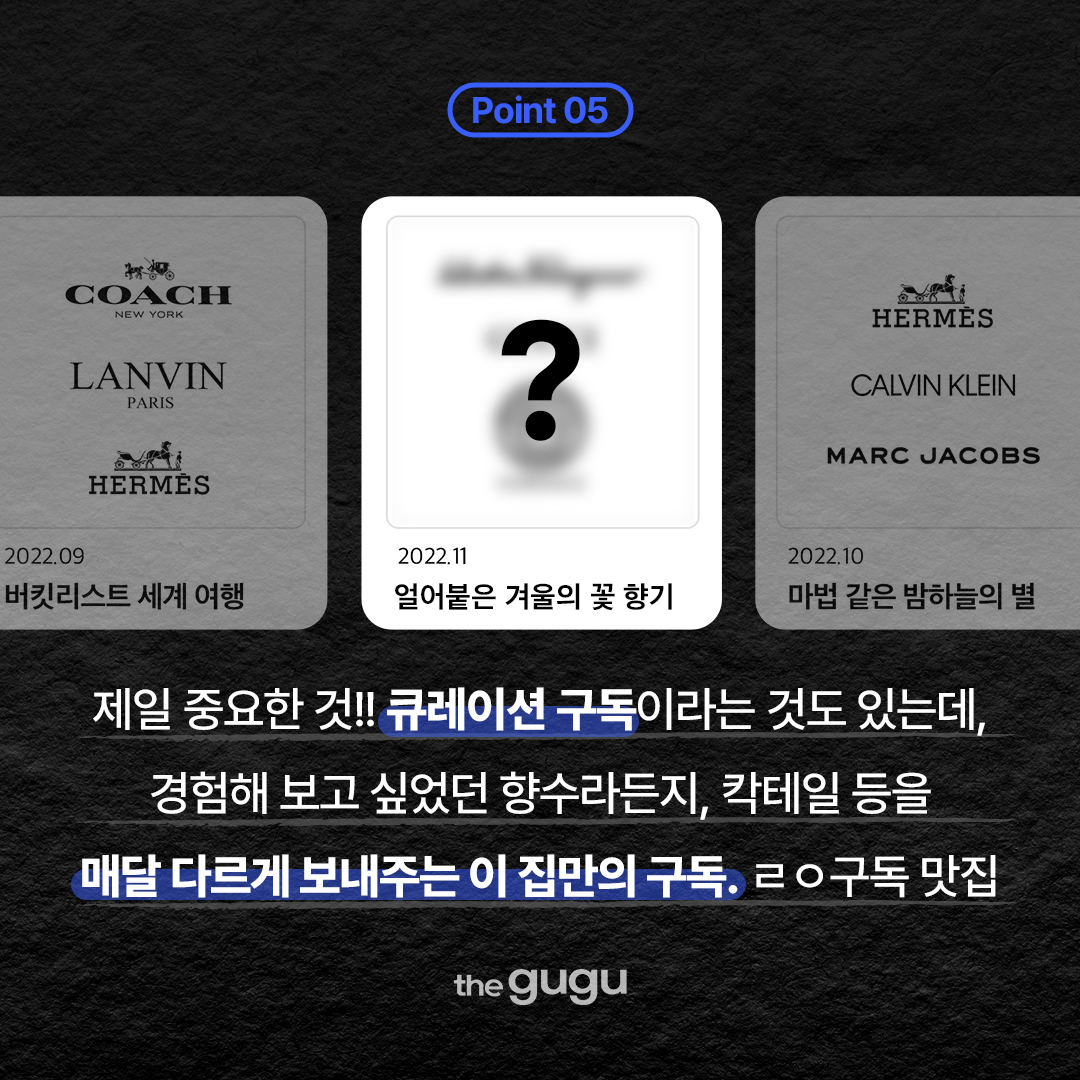 Point 05
COACH
NEW YORK
LANVIN
PARIS
HERMÈS
2022.09
버킷리스트 세계 여행
?
2022.11
얼어붙은 겨울의 꽃 향기
HERMÈS
CALVIN KLEIN
MARC JACOBS
2022.10
마법 같은 밤하늘의 별
제일 중요한 것!! 큐레이션 구독이라는 것도 있는데,
경험해 보고 싶었던 향수라든지, 칵테일 등을
매달 다르게 보내주는 이 집만의 구독. ㄹㅇ구독 맛집
the gugu